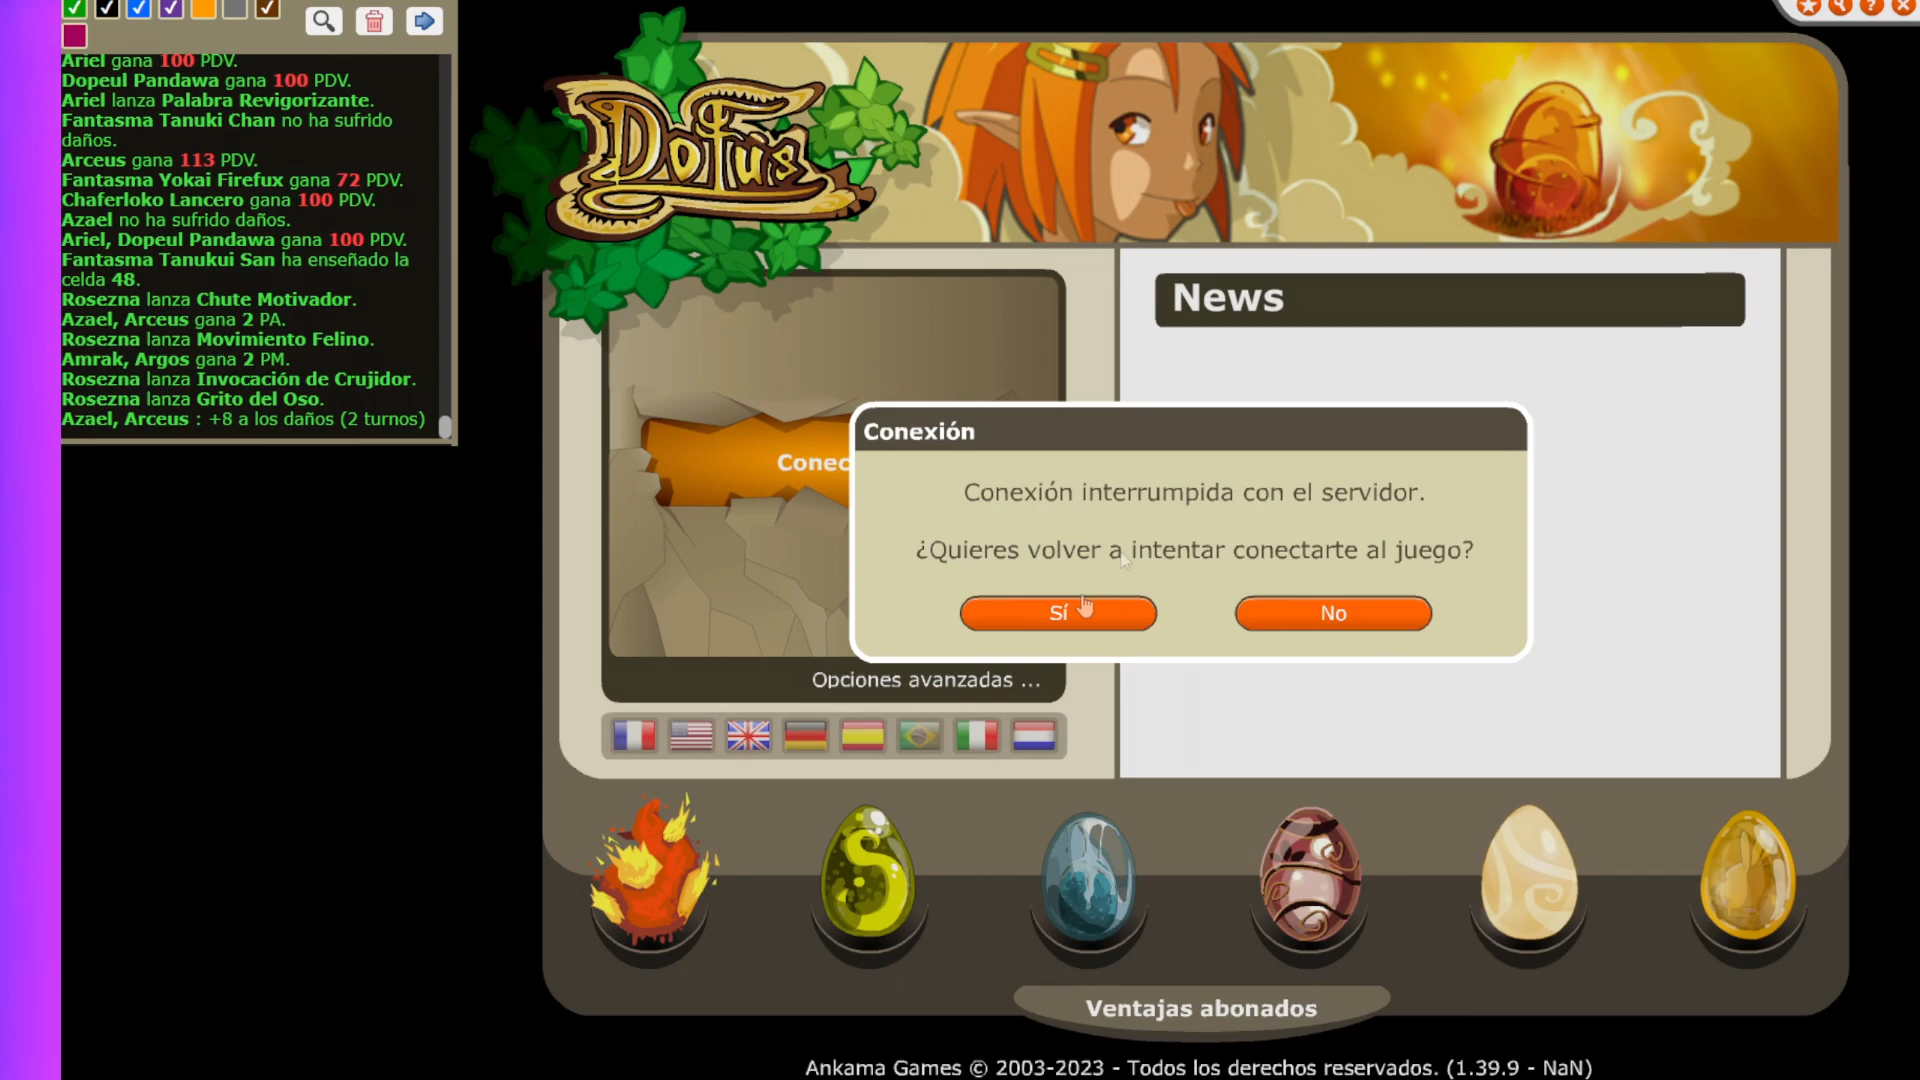 Ariel gana 100 PDV.
Dopeul Pandawa gana 100 PDV.
Ariel lanza Palabra Revigorizante.
Fantasma Tanuki Chan no ha sufrido
daños.
Arceus gana 113 PDV.
Fantasma Yokai Firefux gana 72 PDV.
Chaferloko Lancero gana 100 PDV.
Azael no ha sufrido daños.
Ariel, Dopeul Pandawa gana 100 PDV.
Fantasma Tanukui San ha enseñado la
celda 48.
Rosezna lanza Chute Motivador.
Azael, Arceus gana 2 PA.
Rosezna lanza Movimiento Felino.
Amrak, Argos gana 2 PM.
Rosezna lanza Invocación de Crujidor.
Rosezna lanza Grito del Oso.
Azael, Arceus : +8 a los daños (2 turnos)
DOFUS
News
Conec
Conexión
Conexión interrumpida con el servidor.
¿Quieres volver a intentar conectarte al juego?
Sí
No
Opciones avanzadas ...
Ventajas abonados
Ankama Games © 2003-2023 - Todos los derechos reservados. (1.39.9 - NaN)